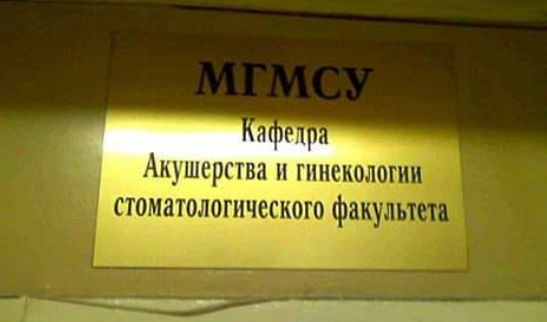 МГМСУ
Кафедра
Акушерства и гинекологии
стоматологического факультета